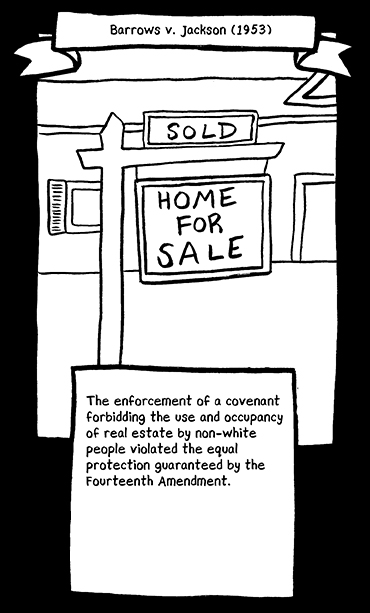 Barrows v. Jackson (1953)
SOLD
HOME
FOR
SALE
The enforcement of a covenant
forbidding the use and occupancy
of real estate by non-white
people violated the equal
protection guaranteed by the
Fourteenth Amendment.